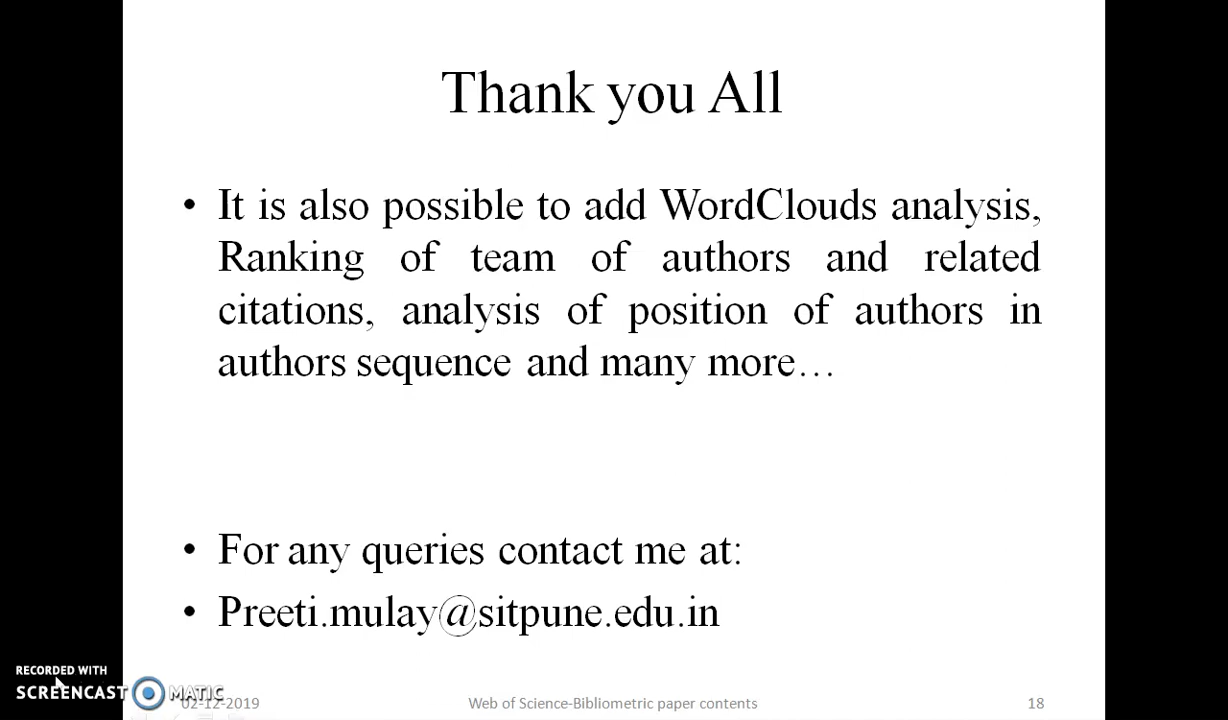 Thank you All
• It is also possible to add WordClouds analysis,
Ranking of team of authors and related
citations, analysis of position of authors in
authors sequence and many more…
• For any queries contact me at:
• Preeti.mulay@sitpune.edu.in
RECORDED WITH
SCREENCAST MATIC
02-12-2019
Web of Science-Bibliometric paper contents
18